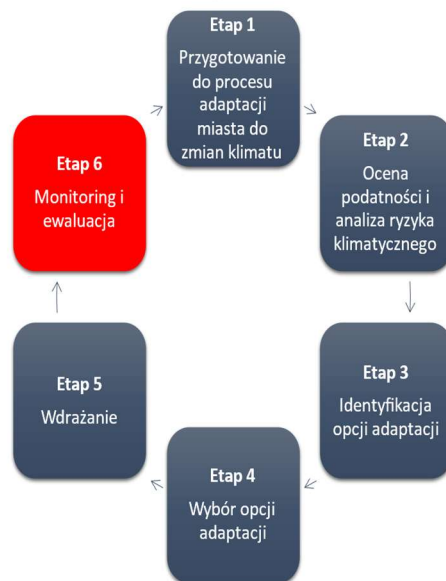 Etap 1
Przygotowanie
do procesu
adaptacji
miasta do
zmian klimatu
Etap 2
Ocena
podatności i
analiza ryzyka
klimatycznego
Etap 3
Identyfikacja
opcji adaptacji
Etap 4
Wybór opcji
adaptacji
Etap 5
Wdrażanie
Etap 6
Monitoring i
ewaluacja